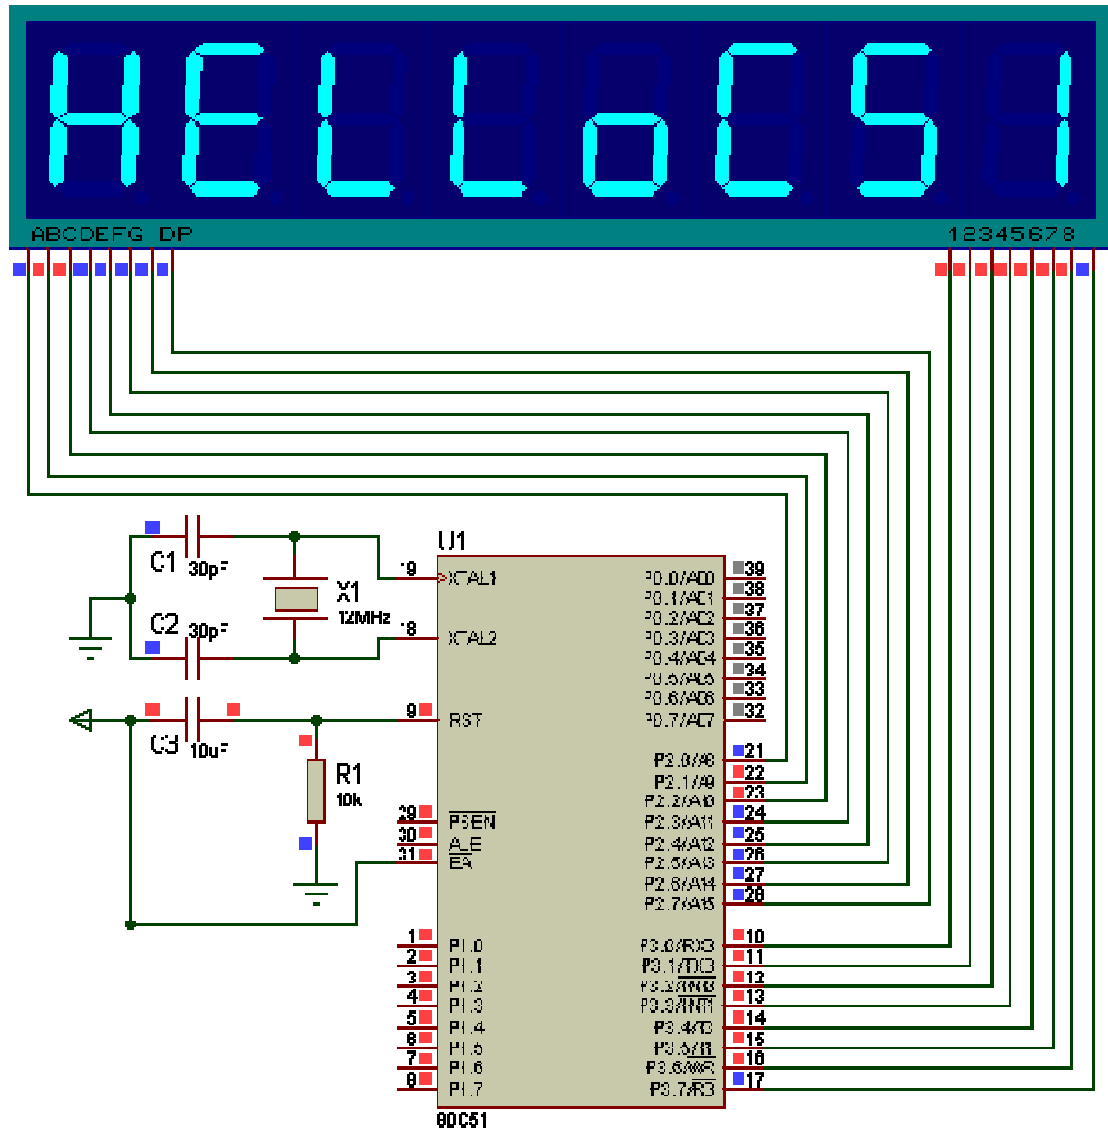 HELLoCS1
ABCDEFG DP
12345678
C1
30pF
X1
12MHz
C2
30pF
C3
10uF
R1
10k
U1
19 XTAL1
18 XTAL2
9 RST
29 PSEN
30 ALE
31 EA
1 P1.0
2 P1.1
3 P1.2
4 P1.3
5 P1.4
6 P1.5
7 P1.6
8 P1.7
P0.0/AD0 39
P0.1/AD1 38
P0.2/AD2 37
P0.3/AD3 36
P0.4/AD4 35
P0.5/AD5 34
P0.6/AD6 33
P0.7/AD7 32
P2.0/A8 21
P2.1/A9 22
P2.2/A10 23
P2.3/A11 24
P2.4/A12 25
P2.5/A13 26
P2.6/A14 27
P2.7/A15 28
P3.0/RXD 10
P3.1/TXD 11
P3.2/INT0 12
P3.3/INT1 13
P3.4/T0 14
P3.5/T1 15
P3.6/WR 16
P3.7/RD 17
80C51